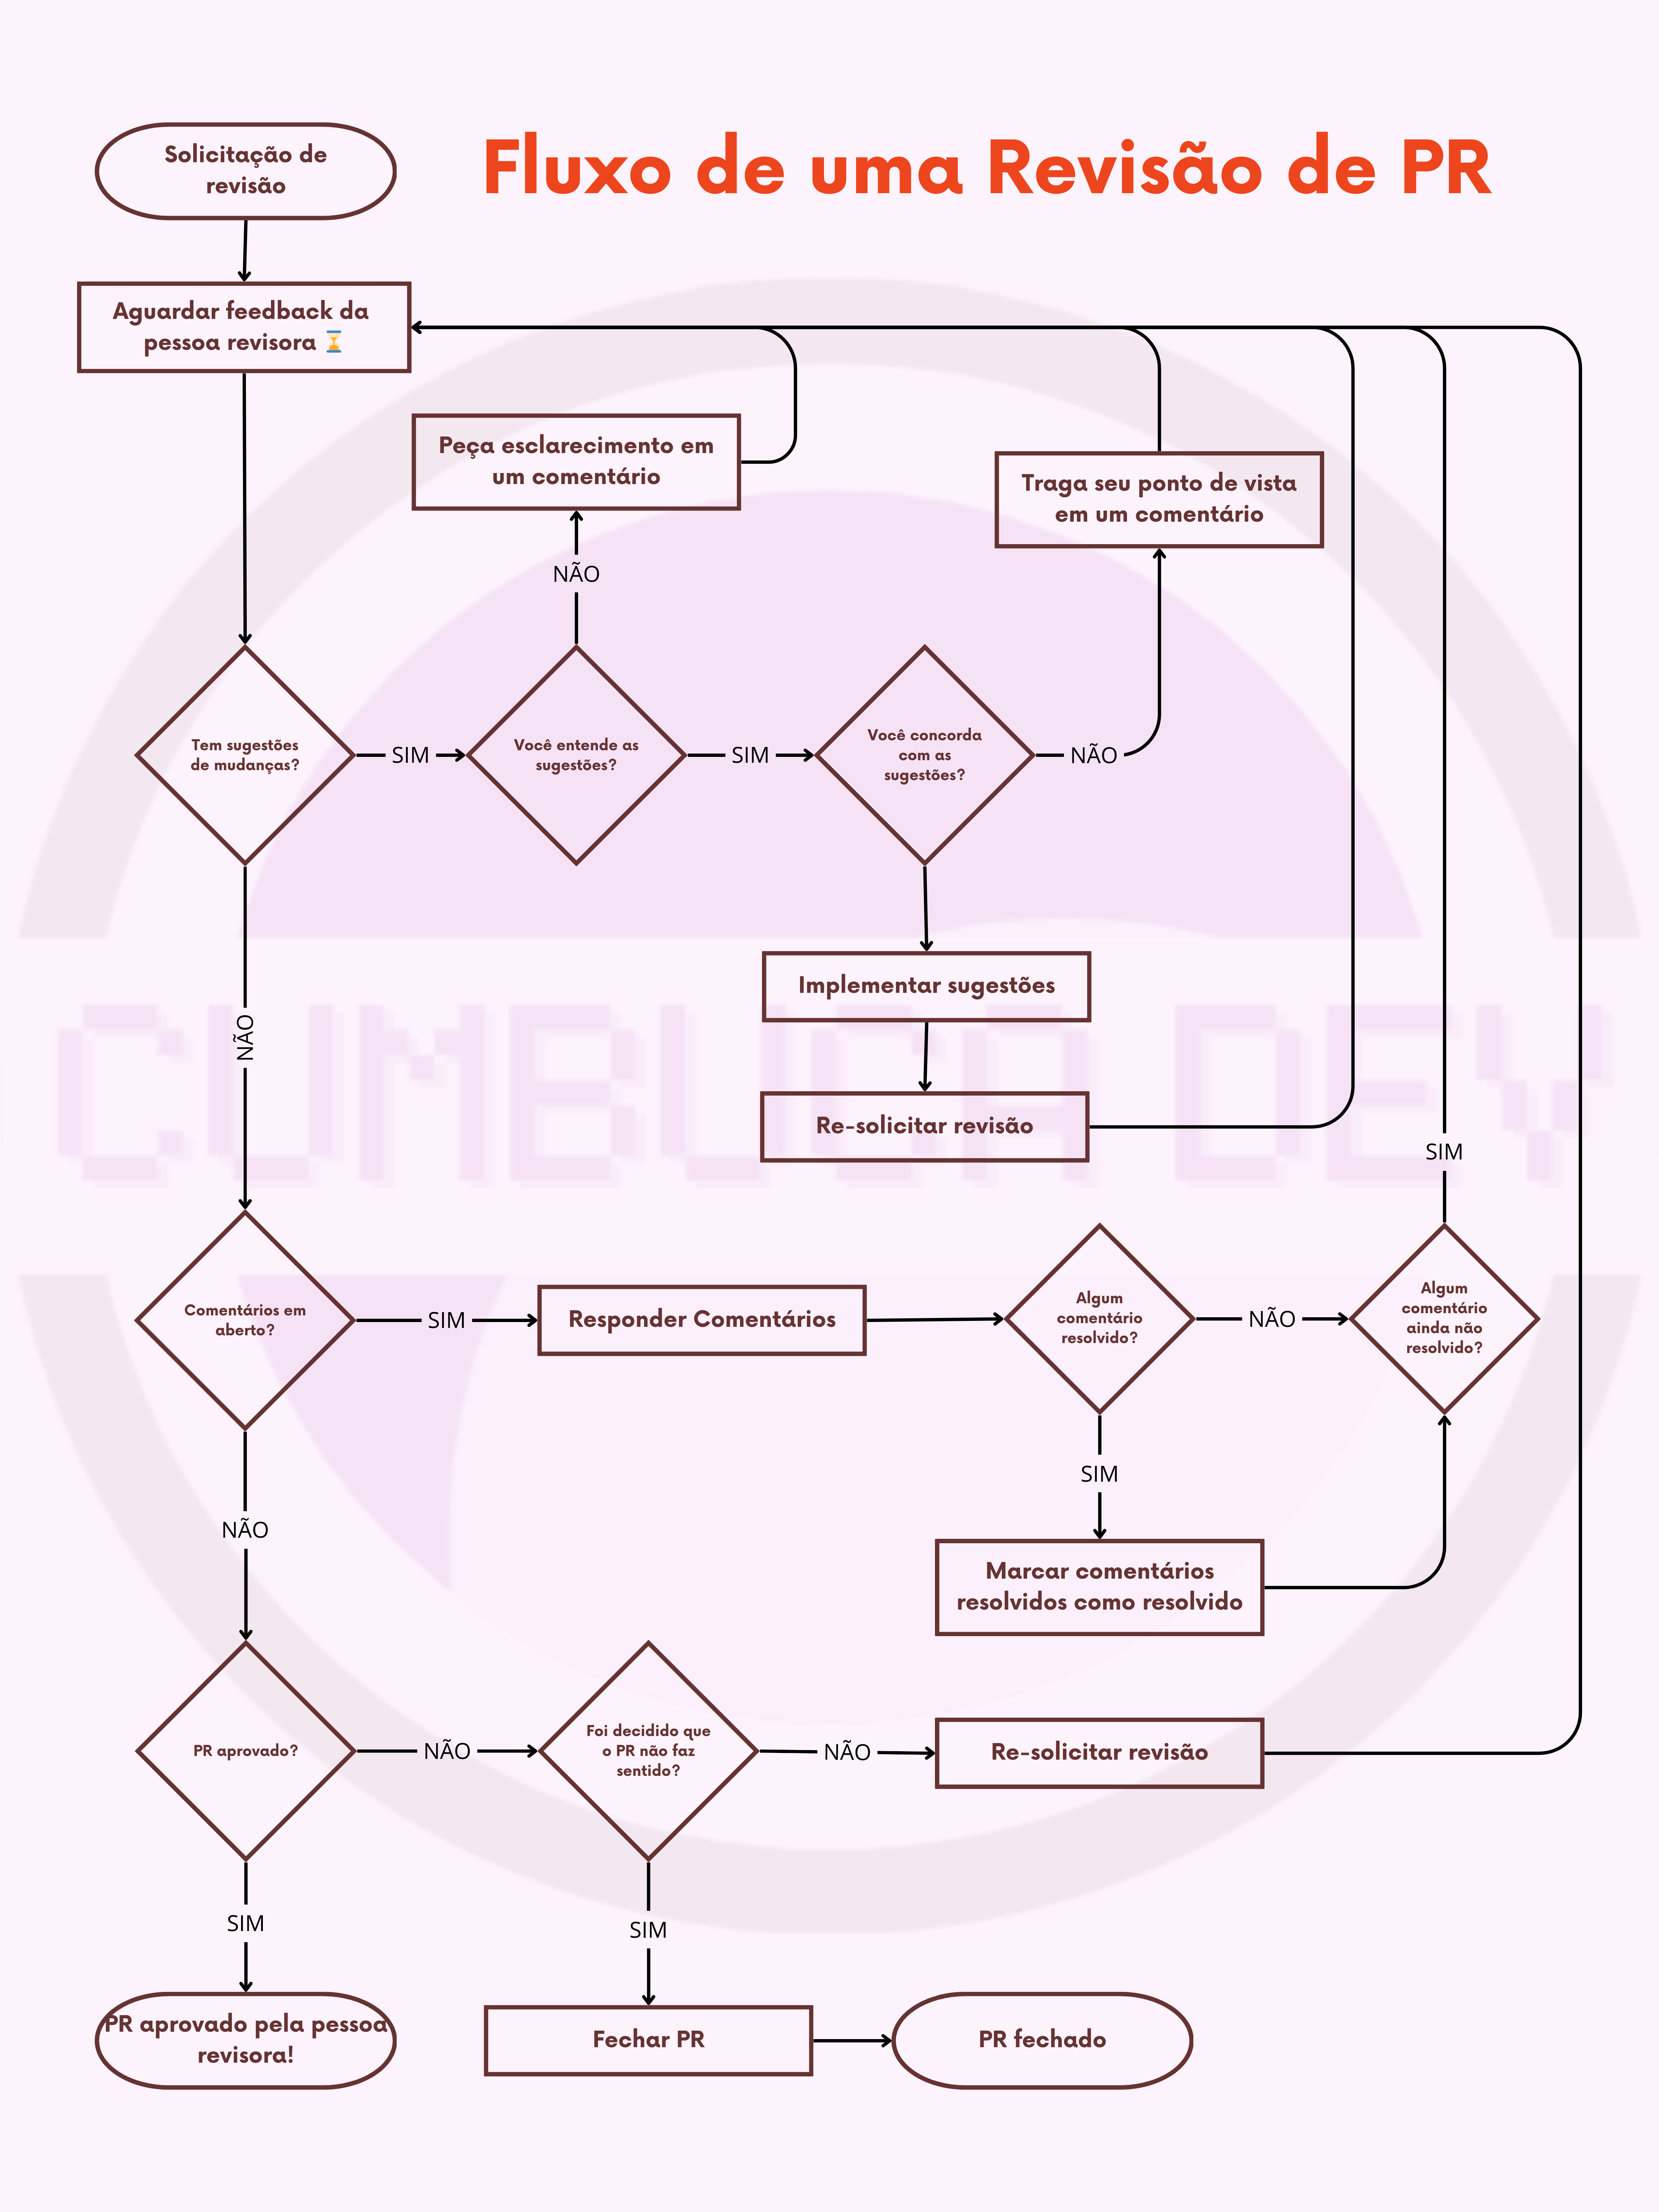 Fluxo de uma Revisão de PR
Solicitação de
revisão
Aguardar feedback da
pessoa revisora ⏳
Peça esclarecimento em
um comentário
Traga seu ponto de vista
em um comentário
NÃO
Tem sugestões
de mudanças?
SIM
Você entende as
sugestões?
SIM
Você concorda
com as
sugestões?
NÃO
Implementar sugestões
NÃO
CUMBUCA DEV
Re-solicitar revisão
SIM
Comentários em
aberto?
SIM
Responder Comentários
Algum
comentário
resolvido?
NÃO
Algum
comentário
ainda não
resolvido?
SIM
NÃO
Marcar comentários
resolvidos como resolvido
PR aprovado?
NÃO
Foi decidido que
o PR não faz
sentido?
NÃO
Re-solicitar revisão
SIM
SIM
PR aprovado pela pessoa
revisora!
Fechar PR
PR fechado